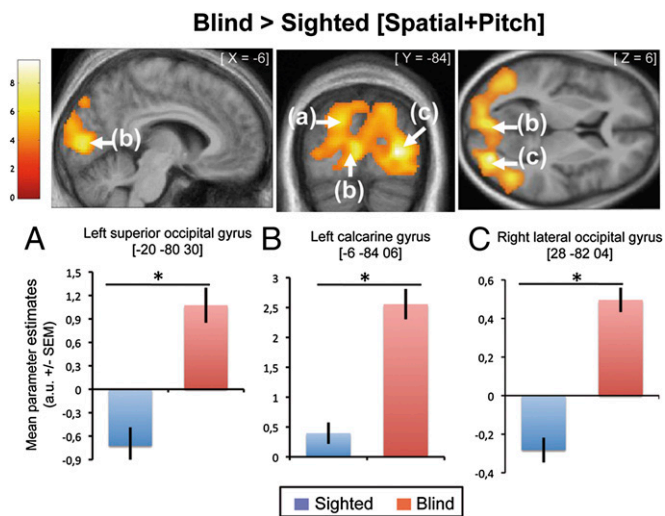 Blind > Sighted [Spatial+Pitch]
[ X = -6]
[ Y = -84]
[ Z = 6]
8
6
4
2
0
(b)
(a)
(c)
(b)
(b)
(c)
A
Left superior occipital gyrus
[-20 -80 30]
B
Left calcarine gyrus
[-6 -84 06]
C
Right lateral occipital gyrus
[28 -82 04]
Mean parameter estimates
(a.u. +/- SEM)
1,5
1,2
0,9
0,6
0,3
0
-0,3
-0,6
-0,9
*
3
2,5
2
1,5
1
0,5
0
*
0,6
0,4
0,2
0
-0,2
-0,4
*
Sighted
Blind